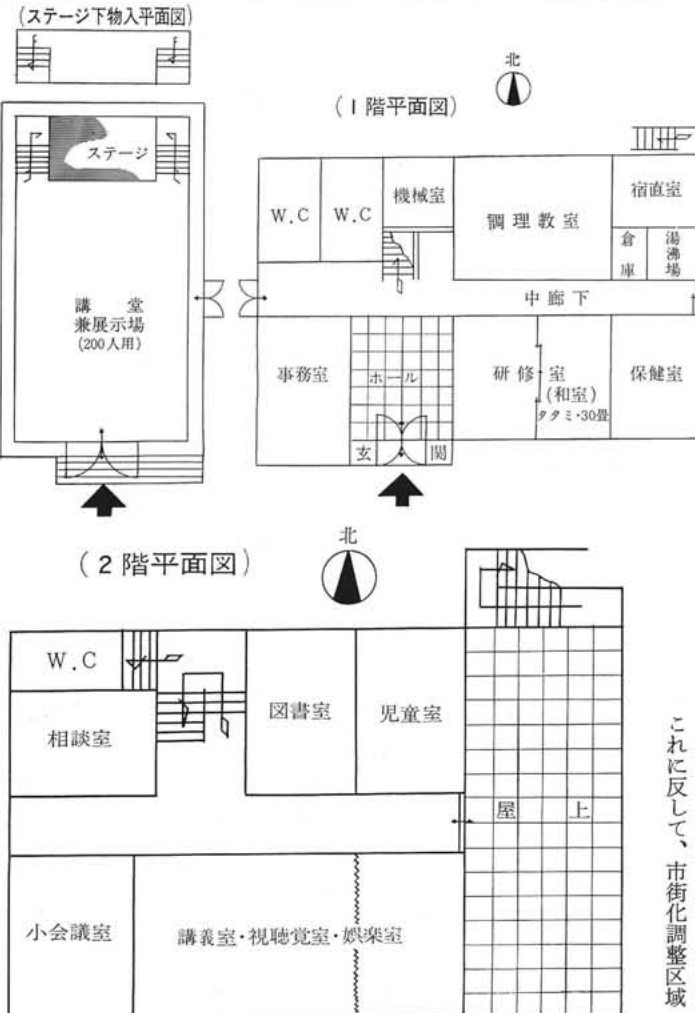 (ステージ下物入平面図)
ステージ
講堂
兼展示場
(200人用)
(1階平面図)
北
W.C
W.C
機械室
調理教室
宿直室
倉庫
湯沸場
中廊下
事務室
ホール
研修室
(和室)
タタミ・30畳
保健室
玄関
(2階平面図)
北
W.C
相談室
図書室
児童室
屋上
小会議室
講義室・視聴覚室・娯楽室
これに反して、市街化調整区域